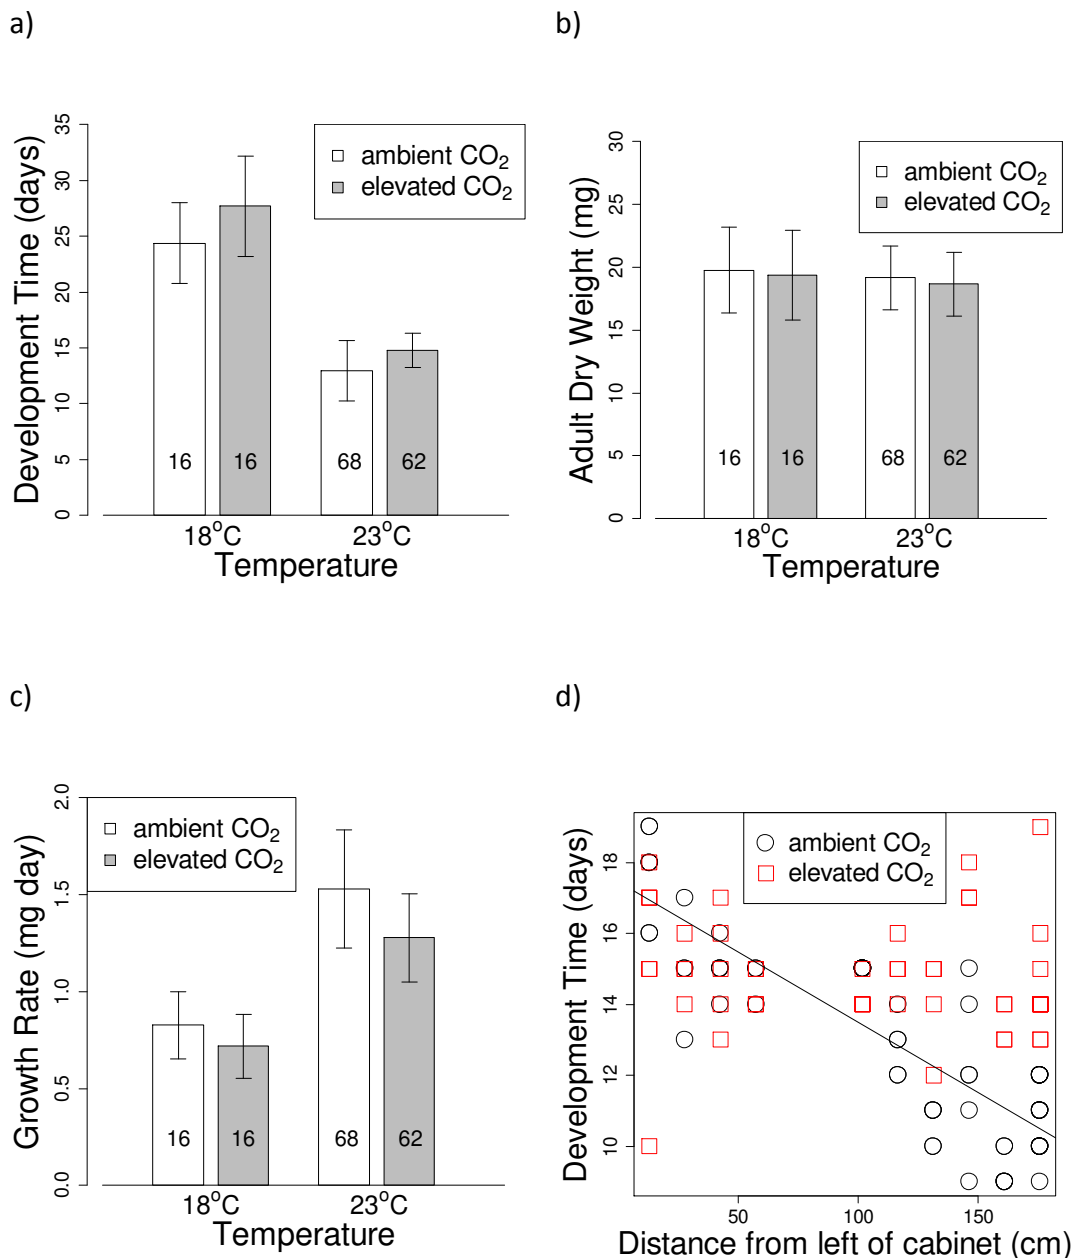 a)
35
30
25
20
15
10
5
0
Development Time (days)
ambient CO₂
elevated CO₂
16
16
68
62
18°C
23°C
Temperature
b)
30
25
20
15
10
5
0
Adult Dry Weight (mg)
ambient CO₂
elevated CO₂
16
16
68
62
18°C
23°C
Temperature
c)
2.0
1.5
1.0
0.5
0.0
Growth Rate (mg day)
ambient CO₂
elevated CO₂
16
16
68
62
18°C
23°C
Temperature
d)
18
16
14
12
10
Development Time (days)
ambient CO₂
elevated CO₂
50
100
150
Distance from left of cabinet (cm)